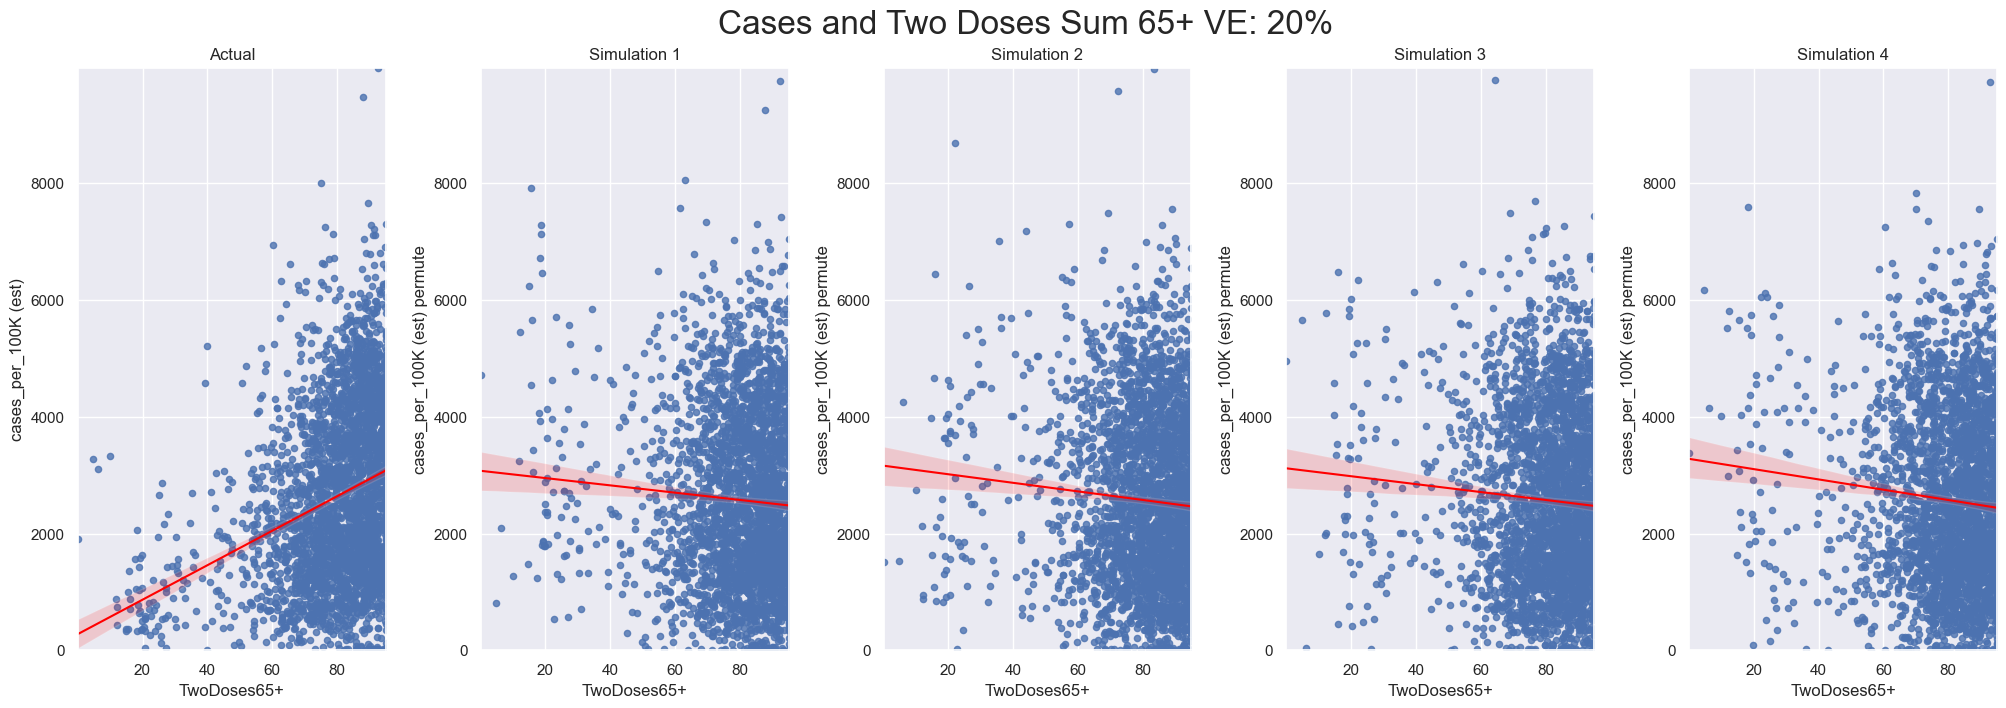 Cases and Two Doses Sum 65+ VE: 20%
Actual
cases_per_100K (est)
8000
6000
4000
2000
0
20 40 60 80
TwoDoses65+
Simulation 1
cases_per_100K (est) permute
8000
6000
4000
2000
0
20 40 60 80
TwoDoses65+
Simulation 2
cases_per_100K (est) permute
8000
6000
4000
2000
0
20 40 60 80
TwoDoses65+
Simulation 3
cases_per_100K (est) permute
8000
6000
4000
2000
0
20 40 60 80
TwoDoses65+
Simulation 4
cases_per_100K (est) permute
8000
6000
4000
2000
0
20 40 60 80
TwoDoses65+